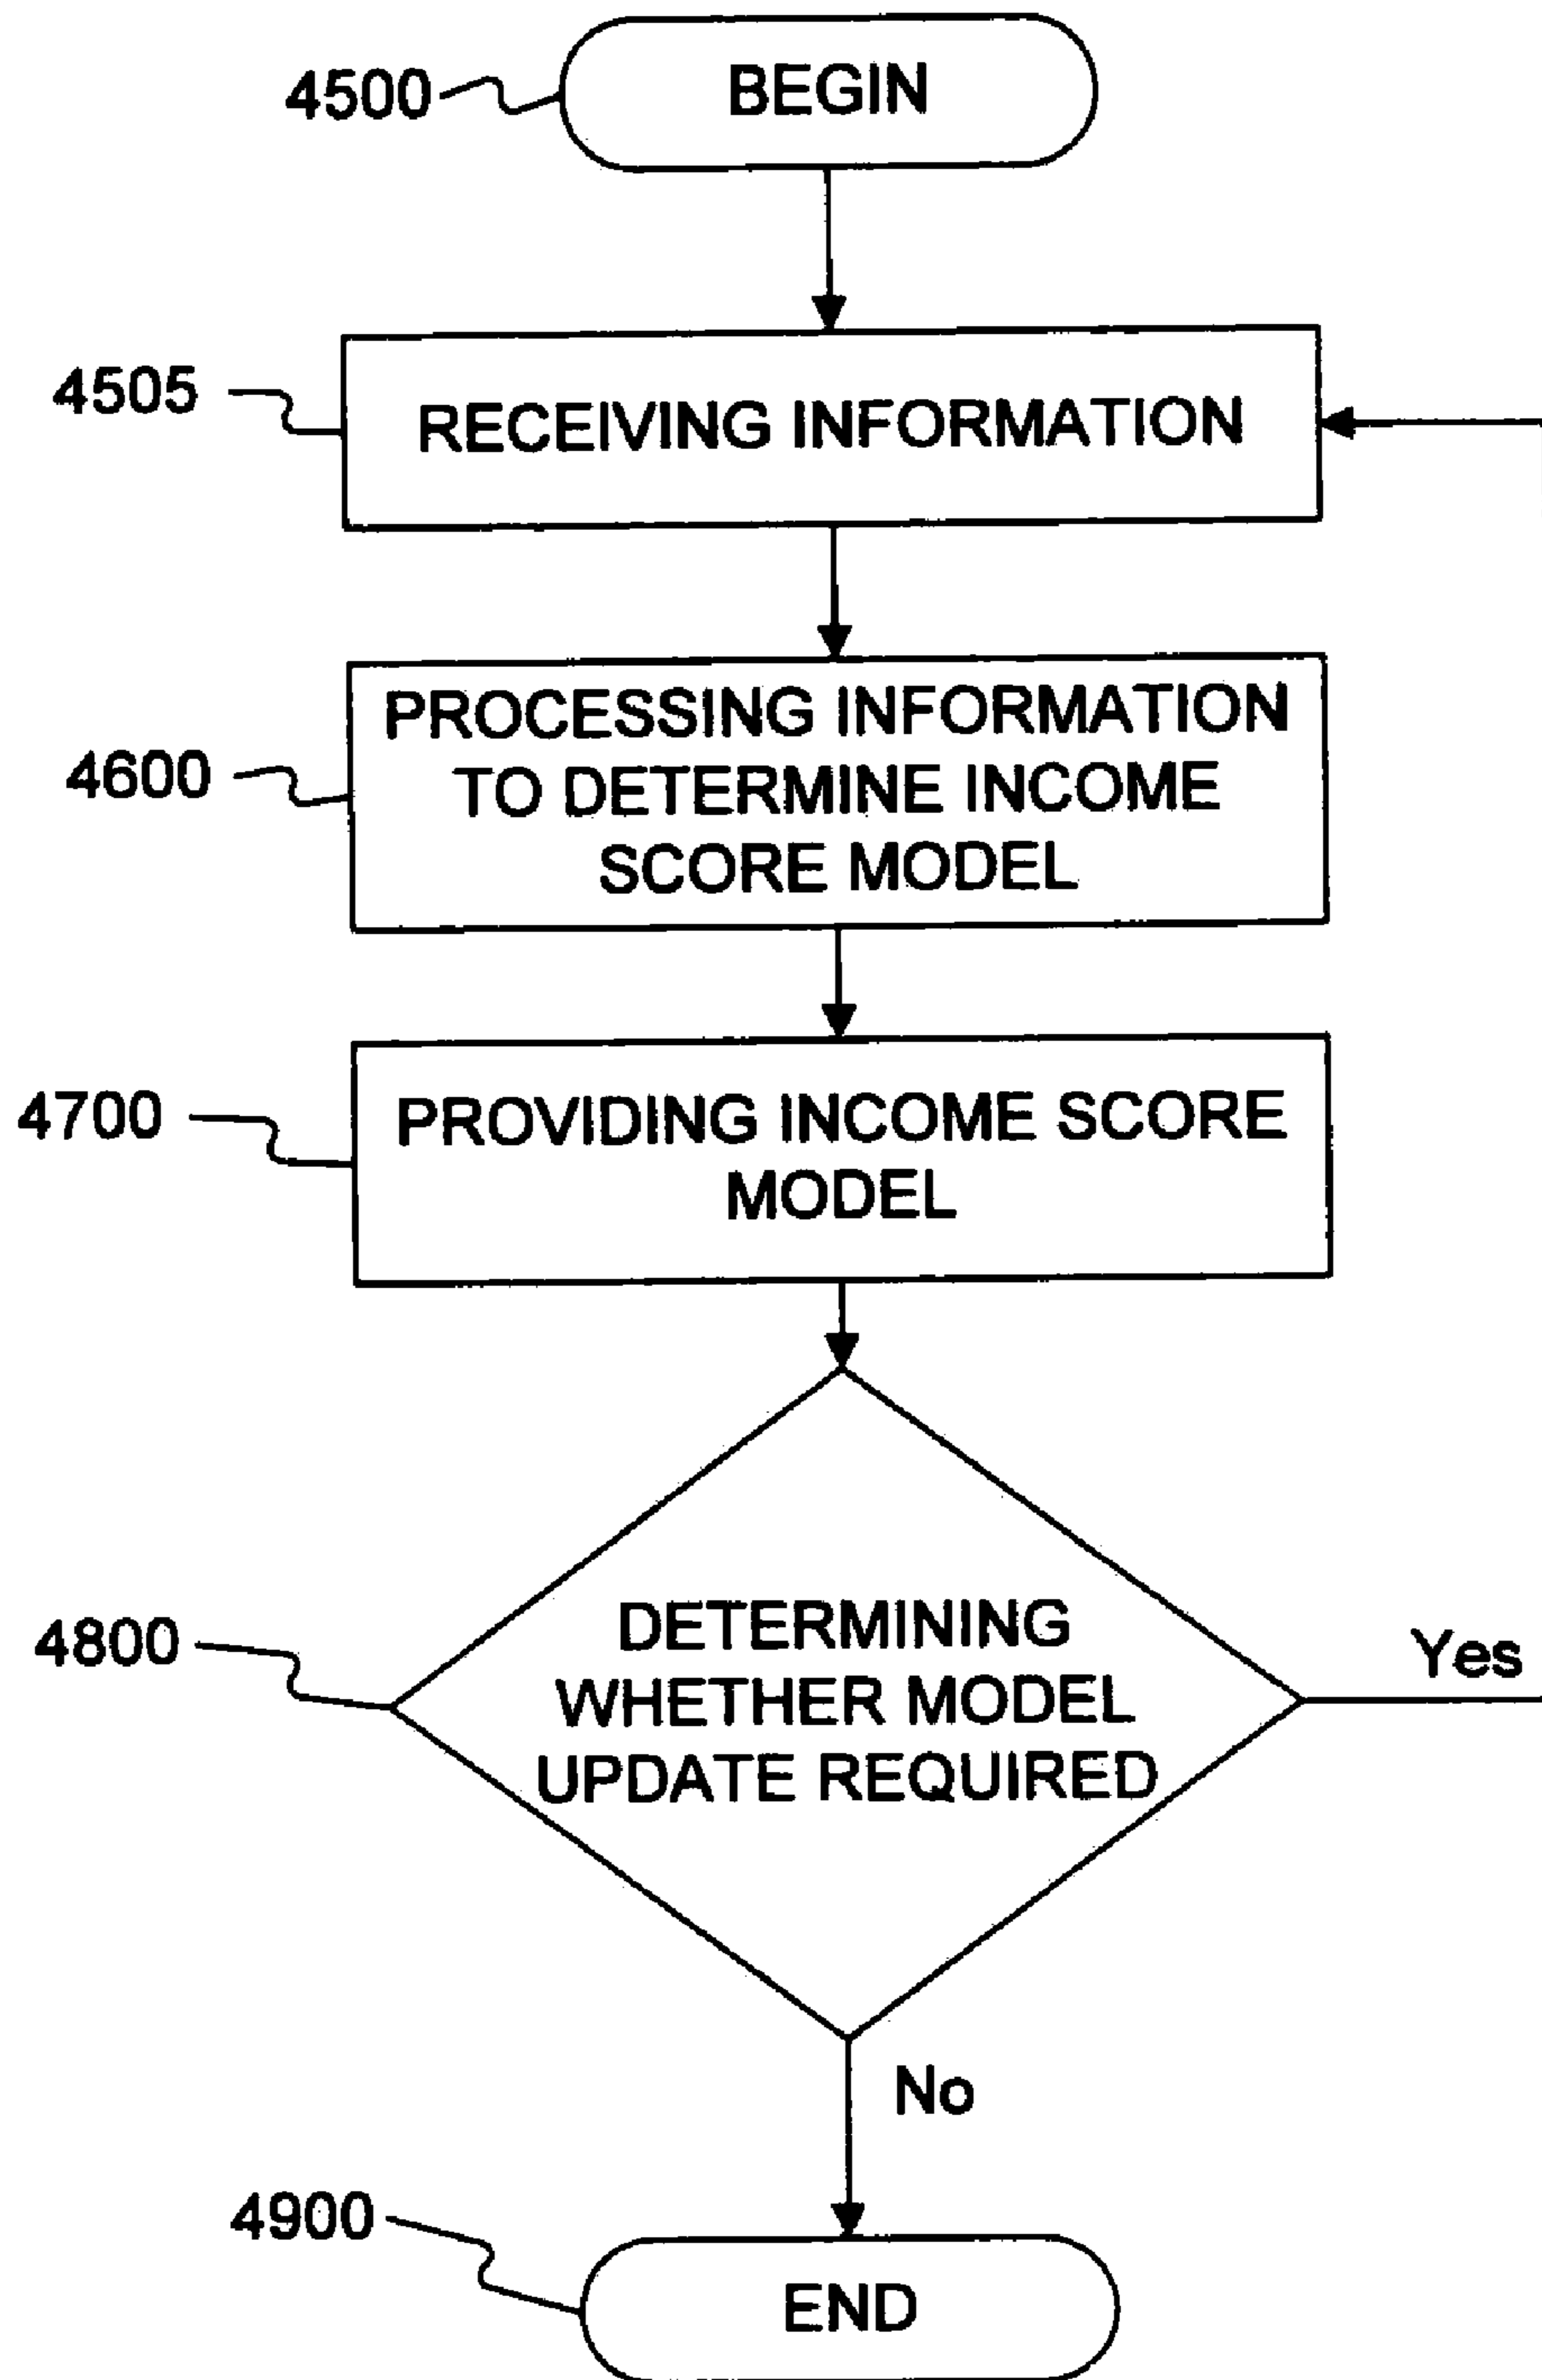 4500
BEGIN
4505
RECEIVING INFORMATION
4600
PROCESSING INFORMATION
TO DETERMINE INCOME
SCORE MODEL
4700
PROVIDING INCOME SCORE
MODEL
4800
DETERMINING
WHETHER MODEL
UPDATE REQUIRED
Yes
No
4900
END